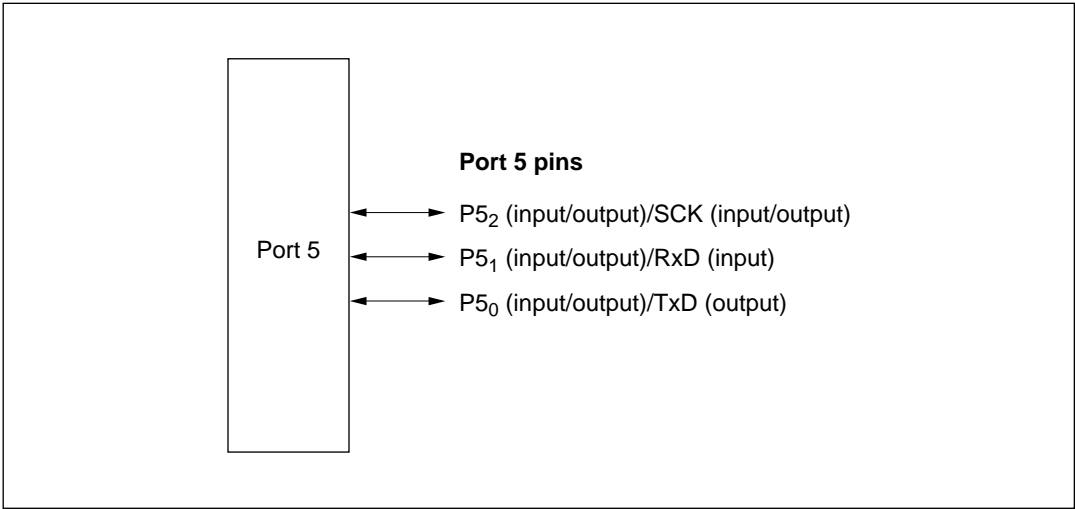 Port 5 pins
P5₂ (input/output)/SCK (input/output)
Port 5
P5₁ (input/output)/RxD (input)
P5₀ (input/output)/TxD (output)